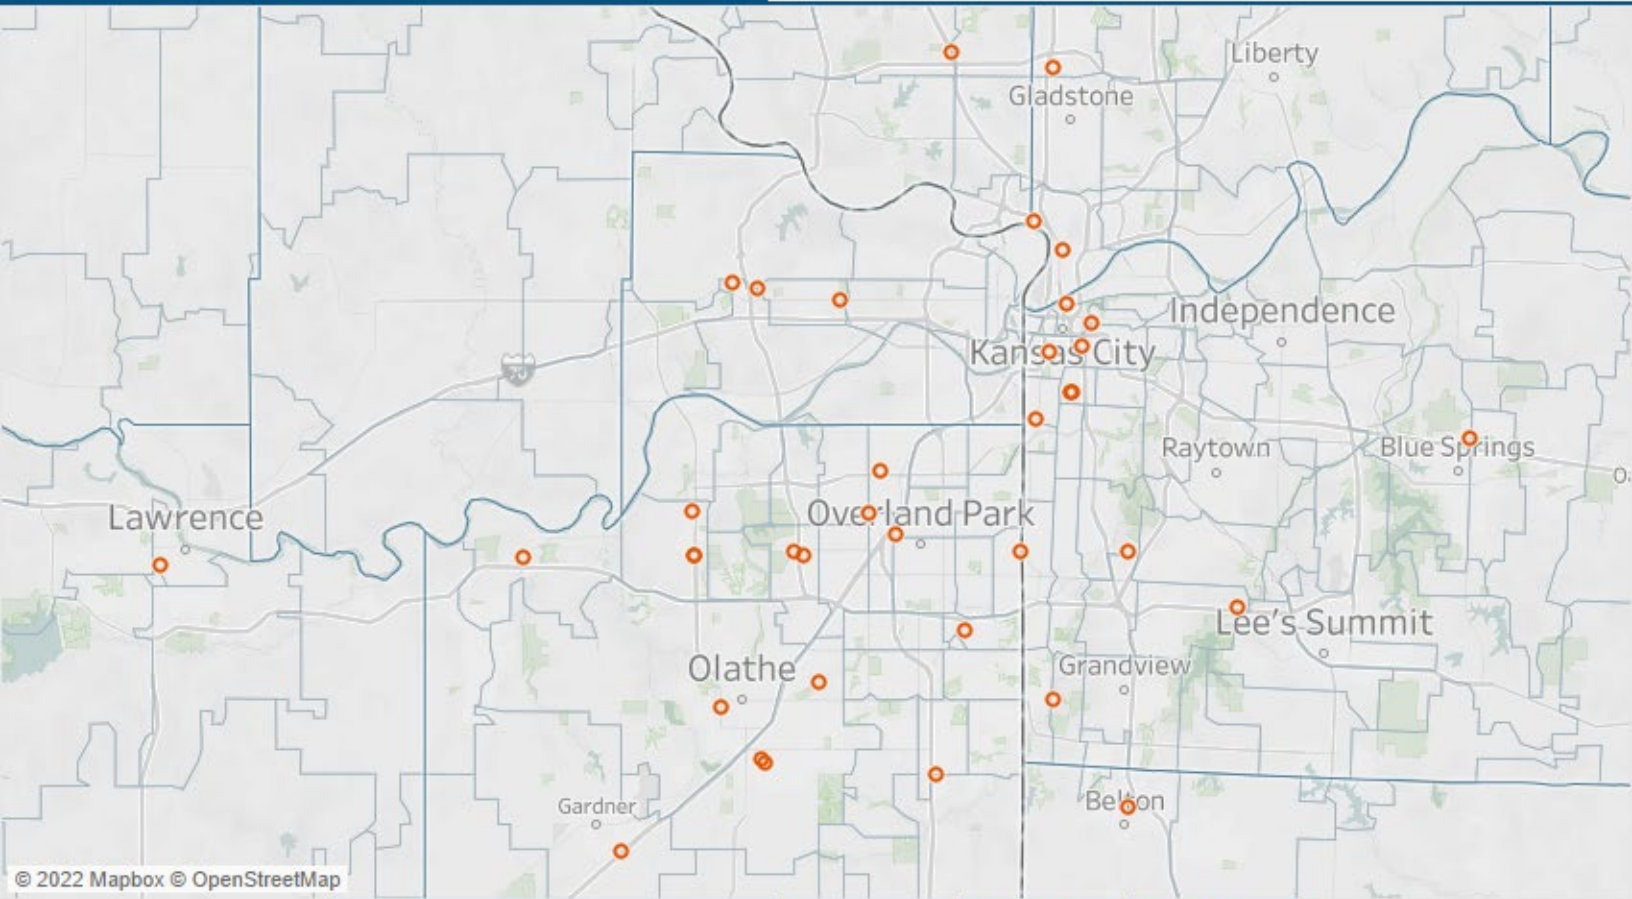 Liberty
Gladstone
Independence
Kansas City
Raytown
Blue Springs
Lawrence
Overland Park
Lee's Summit
Grandview
Olathe
Belton
Gardner
© 2022 Mapbox © OpenStreetMap